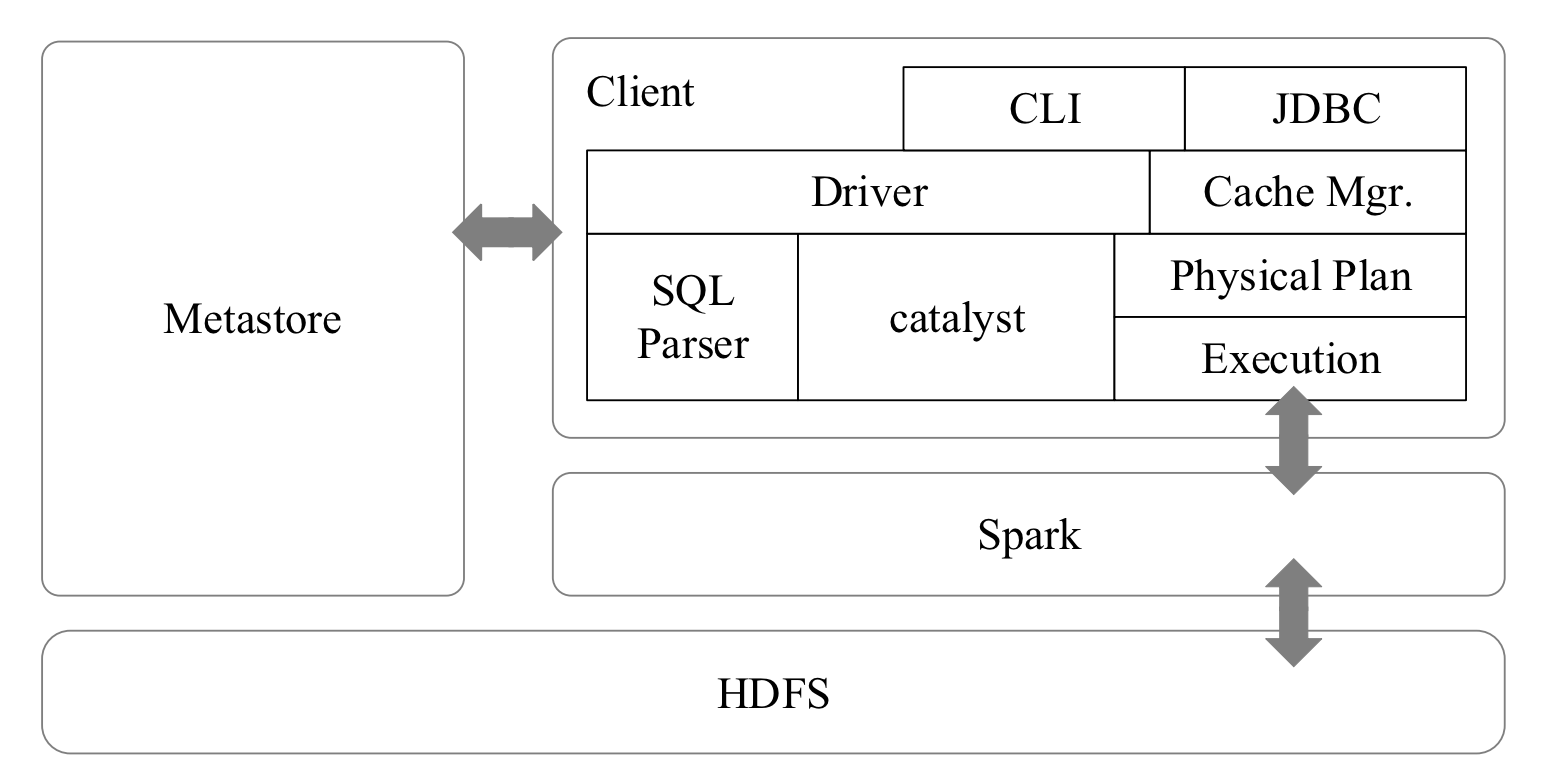 Client
CLI
JDBC
Driver
Cache Mgr.
Metastore
SQL
Parser
catalyst
Physical Plan
Execution
Spark
HDFS